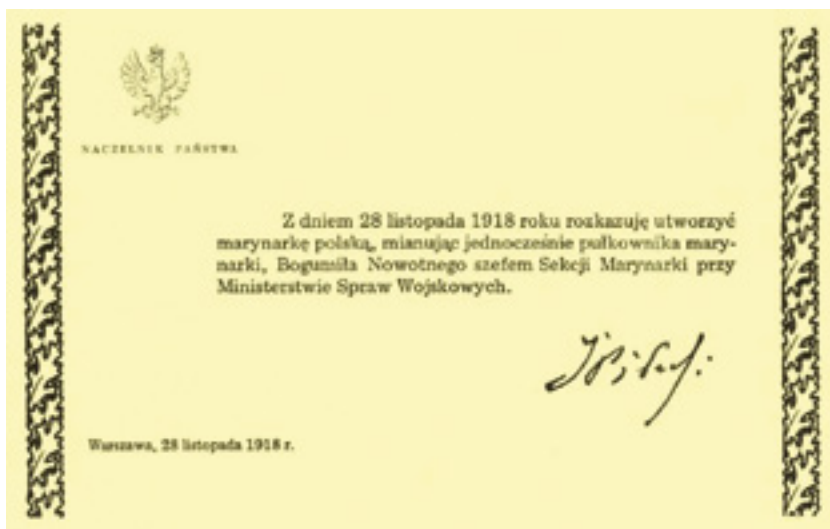 NACZELNIK PAŃSTWA
Z dniem 28 listopada 1918 roku rozkazuję utworzyć
marynarkę polską, mianując jednocześnie pułkownika mary-
narki, Bogumiła Nowotnego szefem Sekcji Marynarki przy
Ministerstwie Spraw Wojskowych.
Warszawa, 28 listopada 1918 r.